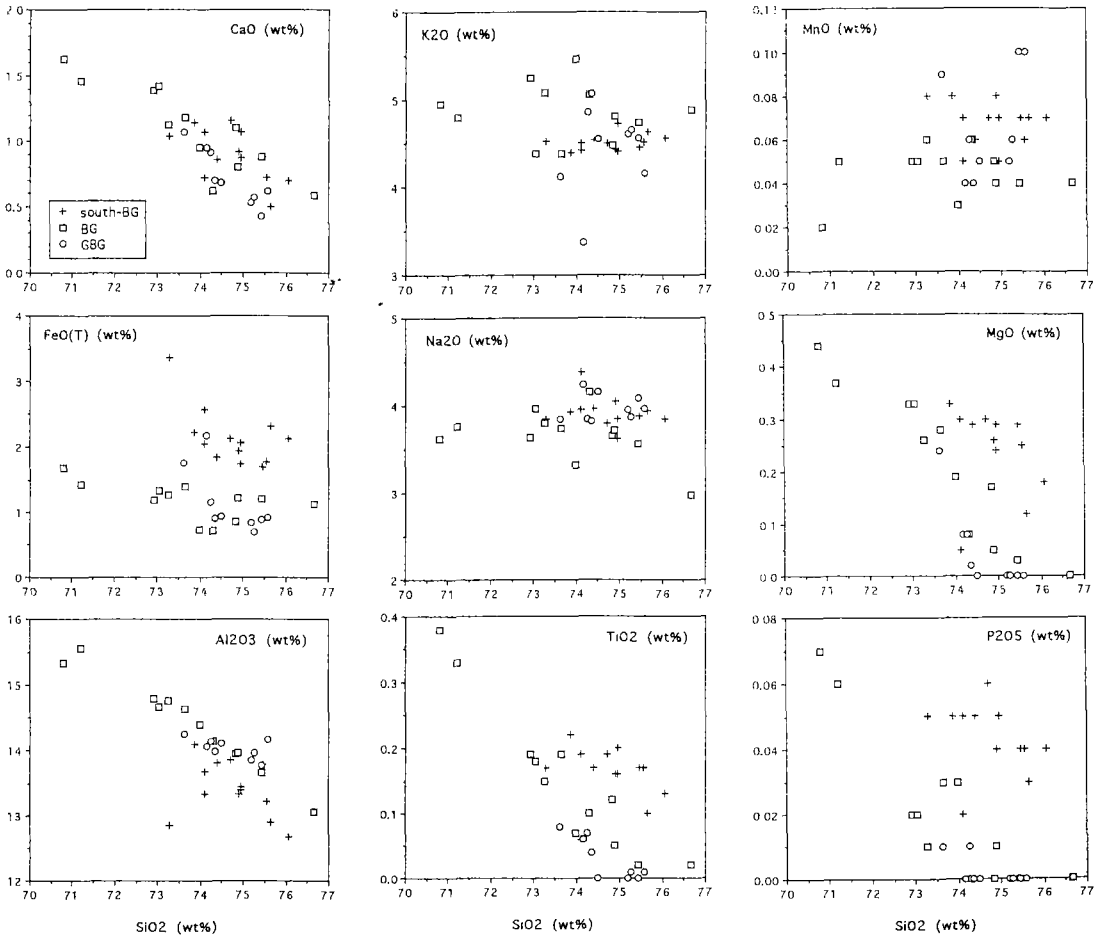 CaO (wt%)
2.0
1.5
1.0
0.5
0.0
70 71 72 73 74 75 76 77
+ south-BG
□ BG
○ GBG
K2O (wt%)
6
5
4
3
70 71 72 73 74 75 76 77
MnO (wt%)
0.10
0.08
0.06
0.04
0.02
0.00
70 71 72 73 74 75 76 77
FeO(T) (wt%)
4
3
2
1
0
70 71 72 73 74 75 76 77
Na2O (wt%)
5
4
3
2
70 71 72 73 74 75 76 77
MgO (wt%)
0.5
0.4
0.3
0.2
0.1
0.0
70 71 72 73 74 75 76 77
Al2O3 (wt%)
16
15
14
13
12
70 71 72 73 74 75 76 77
SiO2 (wt%)
TiO2 (wt%)
0.4
0.3
0.2
0.1
0.0
70 71 72 73 74 75 76 77
SiO2 (wt%)
P2O5 (wt%)
0.08
0.06
0.04
0.02
0.00
70 71 72 73 74 75 76 77
SiO2 (wt%)